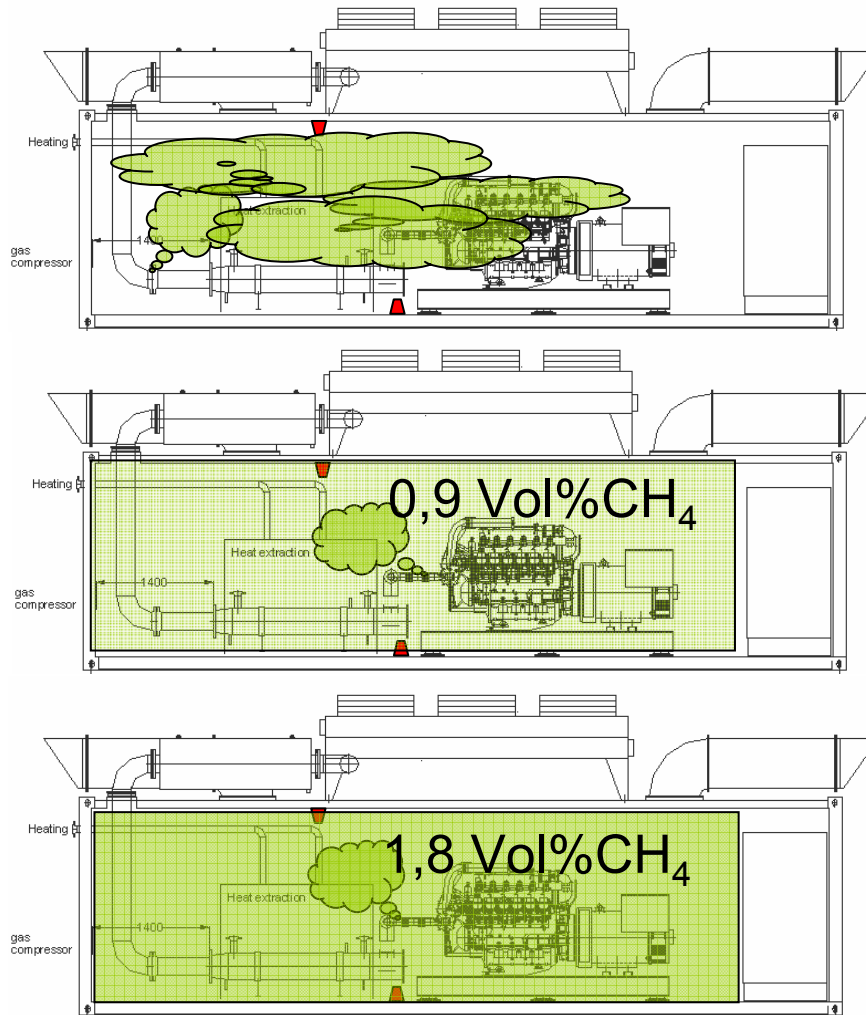 Heating
Heat extraction
1400
gas
compressor
0,9 Vol%CH₄
Heating
Heat extraction
1400
gas
compressor
1,8 Vol%CH₄
Heating
Heat extraction
1400
gas
compressor